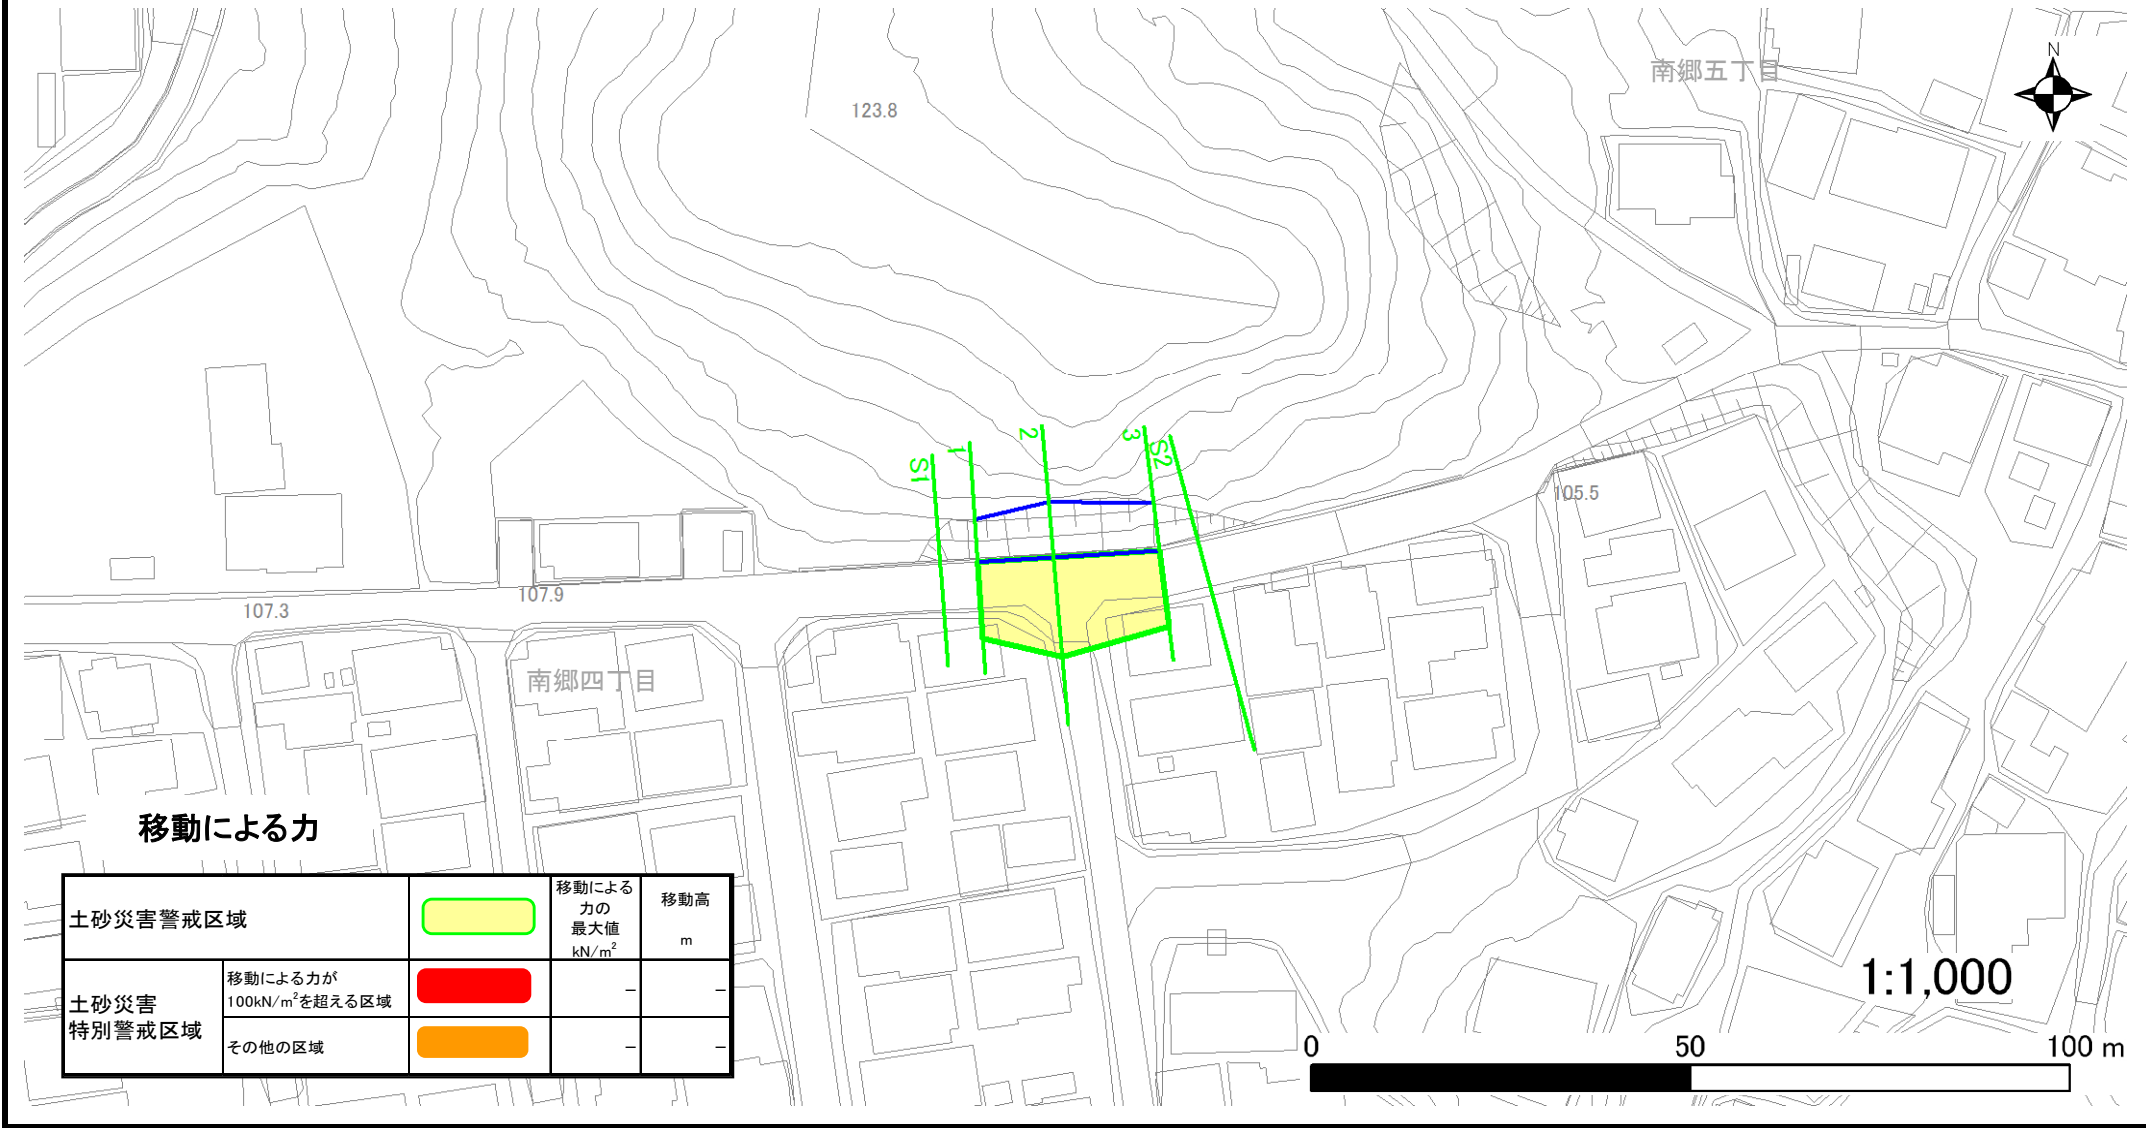 南郷五丁目
N
123.8
2
3
1
S2
S1
105.5
107.9
107.3
南郷四丁目
移動による力
土砂災害警戒区域
移動による
力の
最大値
kN/m²
移動高
m
土砂災害
特別警戒区域
移動による力が
100kN/m²を超える区域
－
－
その他の区域
－
－
1:1,000
0
50
100 m